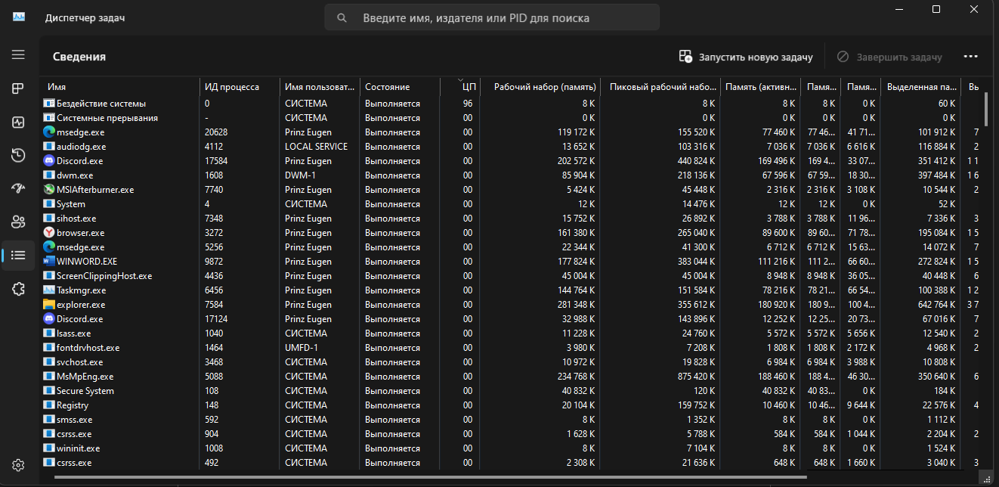 Диспетчер задач
Введите имя, издателя или PID для поиска
Сведения
Запустить новую задачу
Завершить задачу
Имя ИД процесса Имя пользоват... Состояние ЦП Рабочий набор (память) Пиковый рабочий набо... Память (активн... Памя... Памя... Выделенная па... Вы
Бездействие системы 0 СИСТЕМА Выполняется 96 8 K 8 K 8 K 8 K 0 K 60 K
Системные прерывания - СИСТЕМА Выполняется 00 0 K 0 K 0 K 0 K 0 K 0 K
msedge.exe 20628 Prinz Eugen Выполняется 00 119 172 K 155 520 K 77 460 K 77 46... 41 71... 101 912 K 7
audiodg.exe 4112 LOCAL SERVICE Выполняется 00 13 652 K 103 316 K 7 036 K 7 036 K 6 616 K 116 884 K 2
Discord.exe 17584 Prinz Eugen Выполняется 00 202 572 K 440 824 K 169 496 K 169 4... 33 07... 351 412 K 1 1
dwm.exe 1608 DWM-1 Выполняется 00 85 904 K 218 136 K 67 596 K 67 59... 18 30... 397 484 K 1 6
MSIAfterburner.exe 7740 Prinz Eugen Выполняется 00 5 424 K 45 448 K 2 316 K 2 316 K 3 108 K 10 544 K 2
System 4 СИСТЕМА Выполняется 00 12 K 14 476 K 12 K 12 K 0 K 52 K
sihost.exe 7348 Prinz Eugen Выполняется 00 15 752 K 26 892 K 3 788 K 3 788 K 11 96... 7 336 K 3
browser.exe 3272 Prinz Eugen Выполняется 00 161 380 K 265 040 K 89 600 K 89 60... 71 78... 195 084 K 1 5
msedge.exe 5256 Prinz Eugen Выполняется 00 22 344 K 41 300 K 6 712 K 6 712 K 15 63... 14 072 K 7
WINWORD.EXE 9872 Prinz Eugen Выполняется 00 177 824 K 383 044 K 111 216 K 111 2... 66 60... 272 824 K 1 5
ScreenClippingHost.exe 4436 Prinz Eugen Выполняется 00 45 004 K 45 004 K 8 948 K 8 948 K 36 05... 40 448 K 6
Taskmgr.exe 6456 Prinz Eugen Выполняется 00 144 764 K 151 584 K 78 216 K 78 21... 66 54... 100 388 K 1 2
explorer.exe 7584 Prinz Eugen Выполняется 00 281 348 K 355 612 K 180 920 K 180 9... 100 4... 642 764 K 3 7
Discord.exe 17124 Prinz Eugen Выполняется 00 32 988 K 143 896 K 12 252 K 12 25... 20 73... 67 016 K 7
lsass.exe 1040 СИСТЕМА Выполняется 00 11 228 K 24 760 K 5 572 K 5 572 K 5 656 K 12 540 K 2
fontdrvhost.exe 1464 UMFD-1 Выполняется 00 3 980 K 7 208 K 1 808 K 1 808 K 2 172 K 4 968 K 2
svchost.exe 3468 СИСТЕМА Выполняется 00 10 972 K 19 828 K 6 984 K 6 984 K 3 988 K 10 808 K
MsMpEng.exe 5088 СИСТЕМА Выполняется 00 234 768 K 875 420 K 188 460 K 188 4... 46 30... 350 640 K 6
Secure System 108 СИСТЕМА Выполняется 00 40 832 K 120 K 40 832 K 40 83... 0 K 184 K
Registry 148 СИСТЕМА Выполняется 00 20 104 K 159 752 K 10 460 K 10 46... 9 644 K 22 576 K 4
smss.exe 592 СИСТЕМА Выполняется 00 8 K 1 352 K 8 K 8 K 0 K 1 112 K
csrss.exe 904 СИСТЕМА Выполняется 00 1 628 K 5 788 K 584 K 584 K 1 044 K 2 204 K 2
wininit.exe 1008 СИСТЕМА Выполняется 00 8 K 7 104 K 8 K 8 K 0 K 1 524 K
csrss.exe 492 СИСТЕМА Выполняется 00 2 308 K 21 636 K 648 K 648 K 1 660 K 3 040 K 3